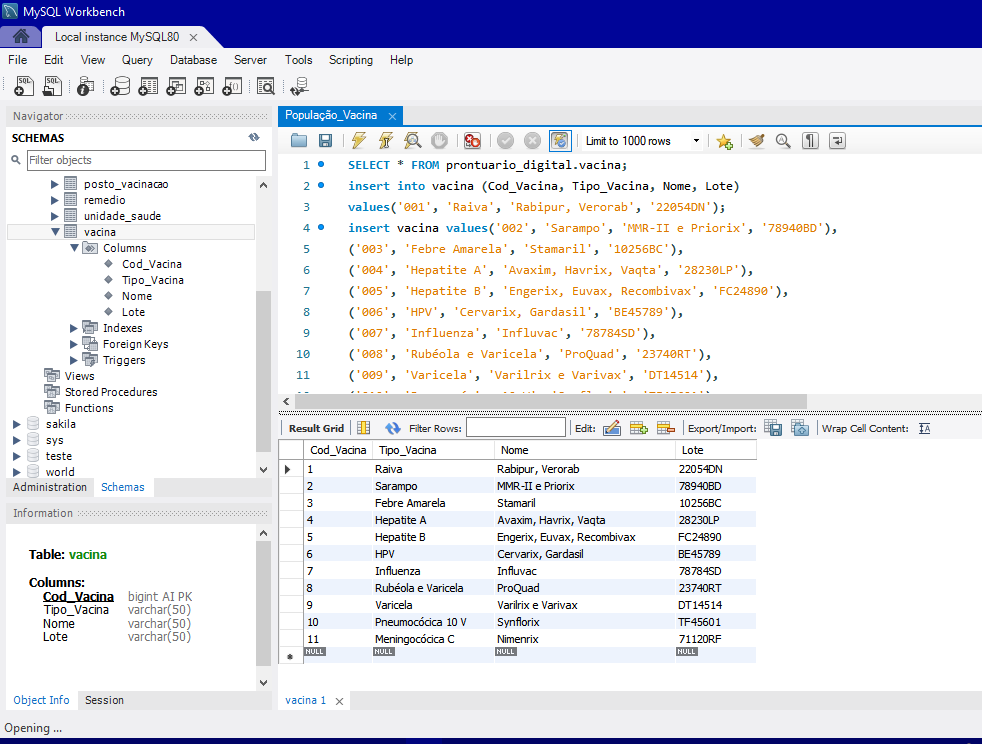 MySQL Workbench
Local instance MySQL80
File Edit View Query Database Server Tools Scripting Help
Navigator
SCHEMAS
Filter objects
posto_vacinacao
remedio
unidade_saude
vacina
Columns
Cod_Vacina
Tipo_Vacina
Nome
Lote
Indexes
Foreign Keys
Triggers
Views
Stored Procedures
Functions
sakila
sys
teste
world
Administration Schemas
Information
Table: vacina
Columns:
Cod_Vacina bigint AI PK
Tipo_Vacina varchar(50)
Nome varchar(50)
Lote varchar(50)
Object Info Session
Opening ...
População_Vacina
Limit to 1000 rows
1 SELECT * FROM prontuario_digital.vacina;
2 insert into vacina (Cod_Vacina, Tipo_Vacina, Nome, Lote)
3 values('001', 'Raiva', 'Rabipur, Verorab', '22054DN');
4 insert vacina values('002', 'Sarampo', 'MMR-II e Priorix', '78940BD'),
5 ('003', 'Febre Amarela', 'Stamaril', '10256BC'),
6 ('004', 'Hepatite A', 'Avaxim, Havrix, Vaqta', '28230LP'),
7 ('005', 'Hepatite B', 'Engerix, Euvax, Recombivax', 'FC24890'),
8 ('006', 'HPV', 'Cervarix, Gardasil', 'BE45789'),
9 ('007', 'Influenza', 'Influvac', '78784SD'),
10 ('008', 'Rubéola e Varicela', 'ProQuad', '23740RT'),
11 ('009', 'Varicela', 'Varilrix e Varivax', 'DT14514'),
Result Grid Filter Rows: Edit: Export/Import: Wrap Cell Content:
Cod_Vacina Tipo_Vacina Nome Lote
1 Raiva Rabipur, Verorab 22054DN
2 Sarampo MMR-II e Priorix 78940BD
3 Febre Amarela Stamaril 10256BC
4 Hepatite A Avaxim, Havrix, Vaqta 28230LP
5 Hepatite B Engerix, Euvax, Recombivax FC24890
6 HPV Cervarix, Gardasil BE45789
7 Influenza Influvac 78784SD
8 Rubéola e Varicela ProQuad 23740RT
9 Varicela Varilrix e Varivax DT14514
10 Pneumocócica 10 V Synflorix TF45601
11 Meningocócica C Nimenrix 71120RF
NULL NULL NULL NULL
vacina 1